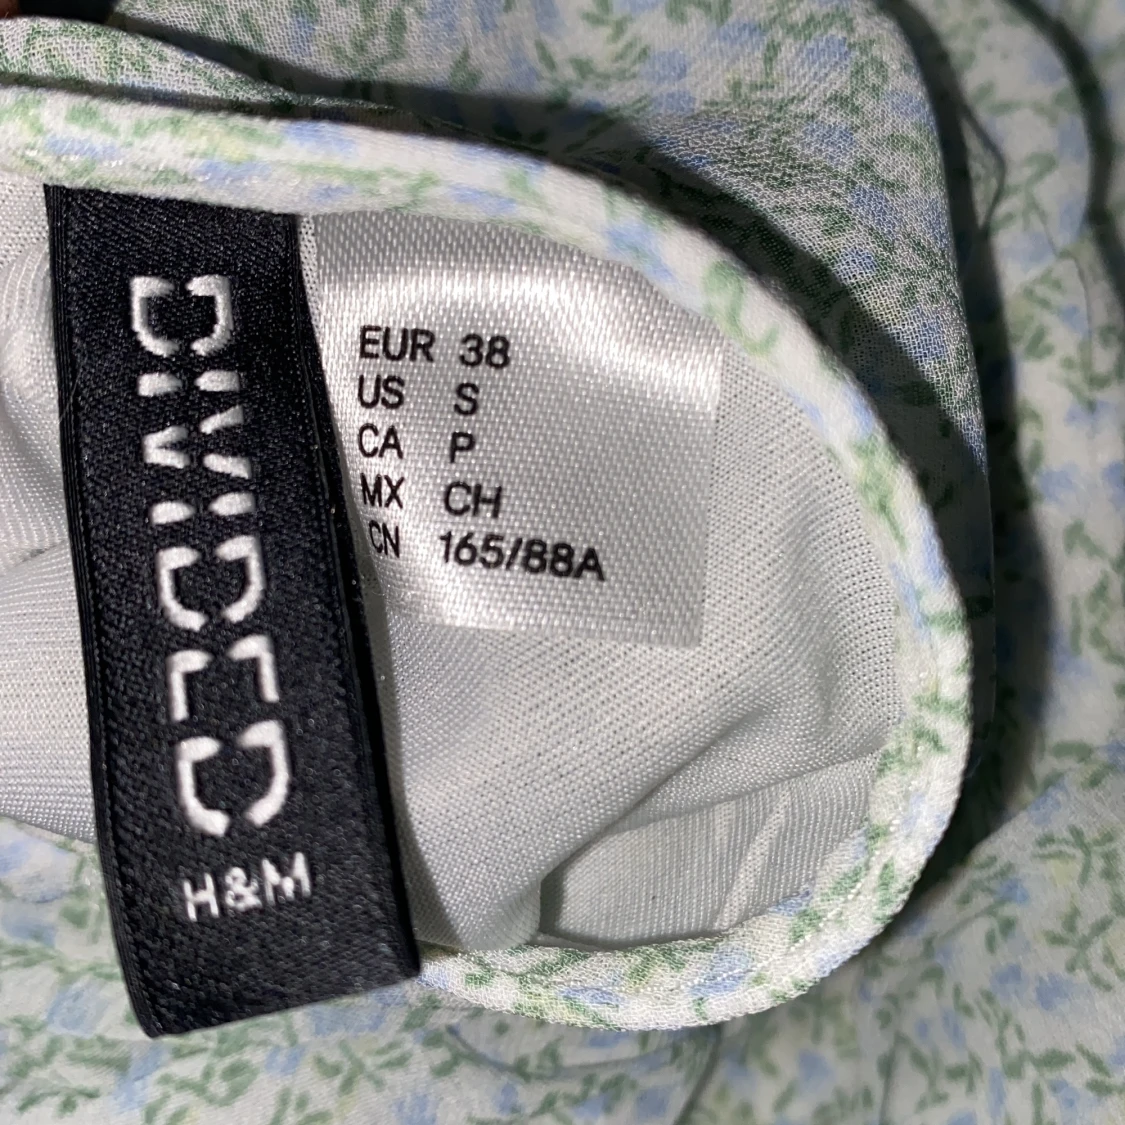 DIVIDED
H&M
EUR 38
US S
CA P
MX CH
CN 165/88A